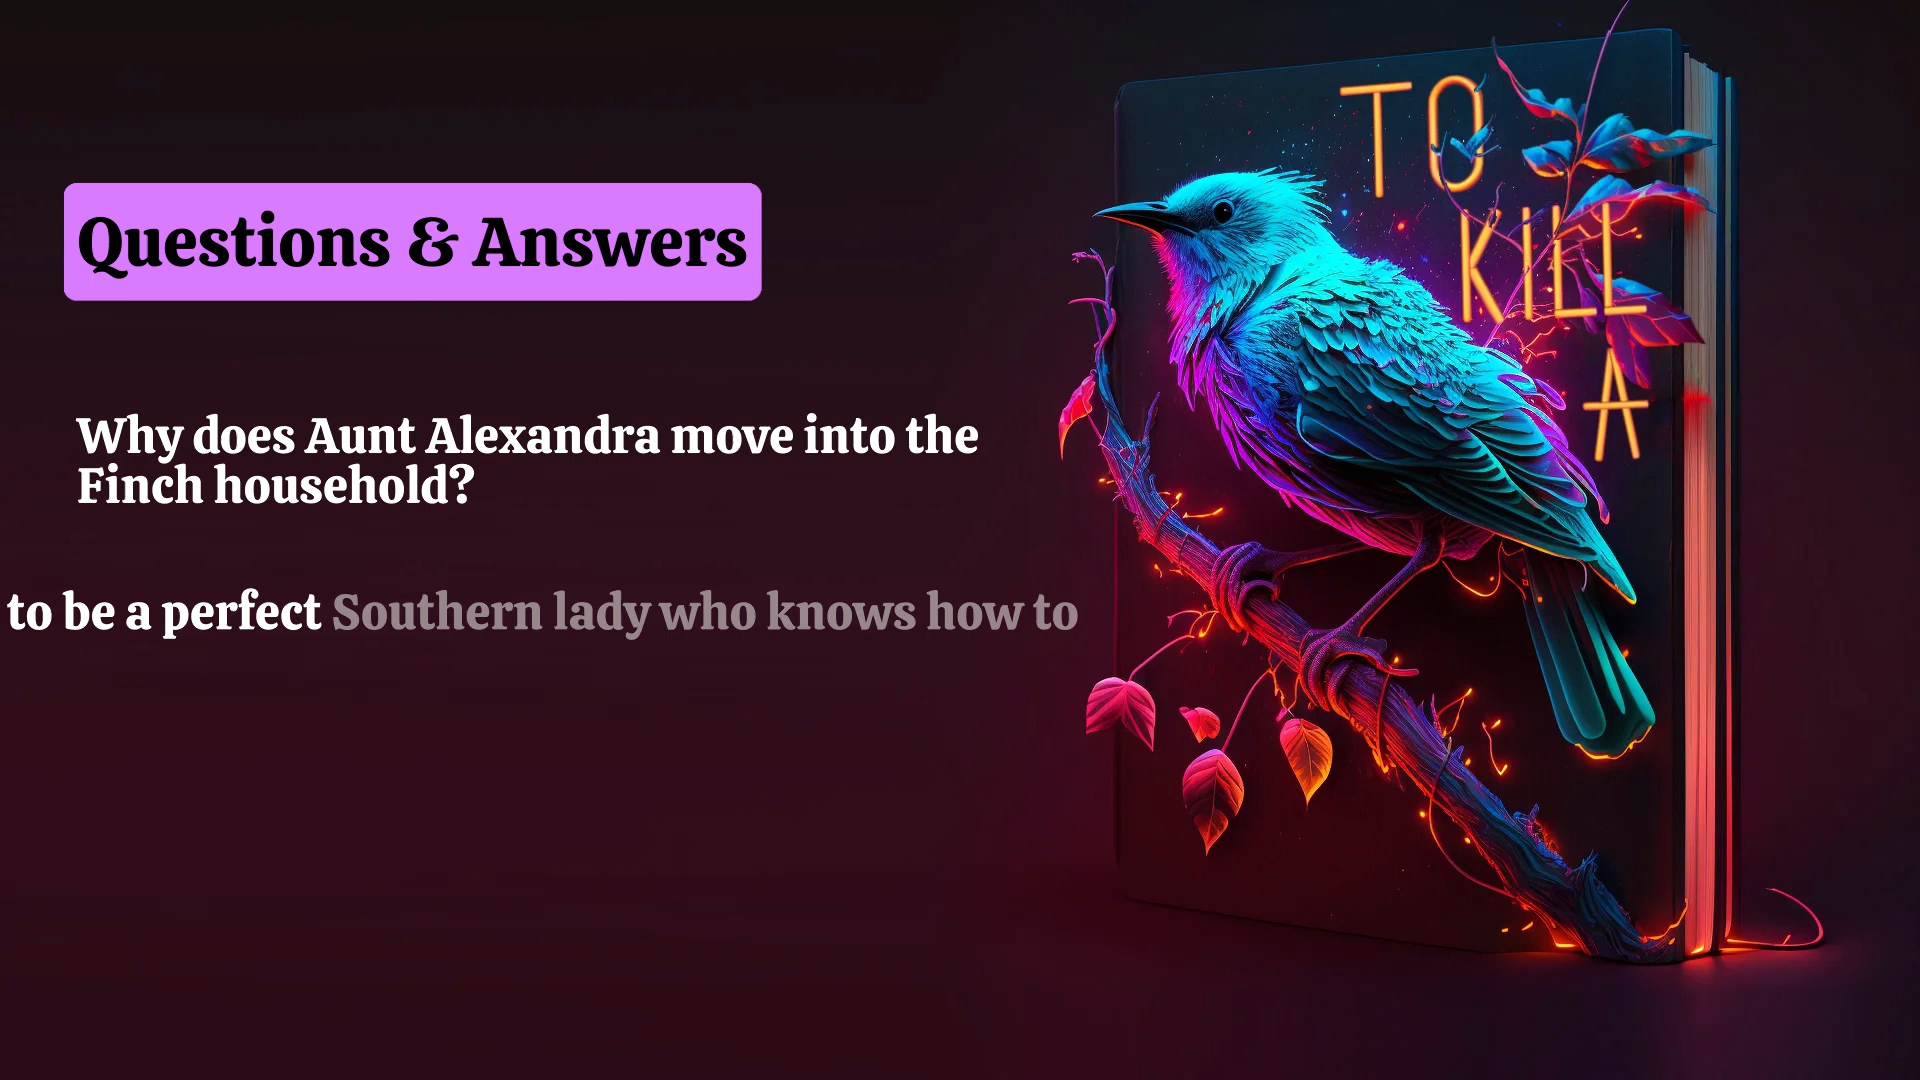 Questions & Answers
Why does Aunt Alexandra move into the
Finch household?
to be a perfect Southern lady who knows how to
TO
KILL
A